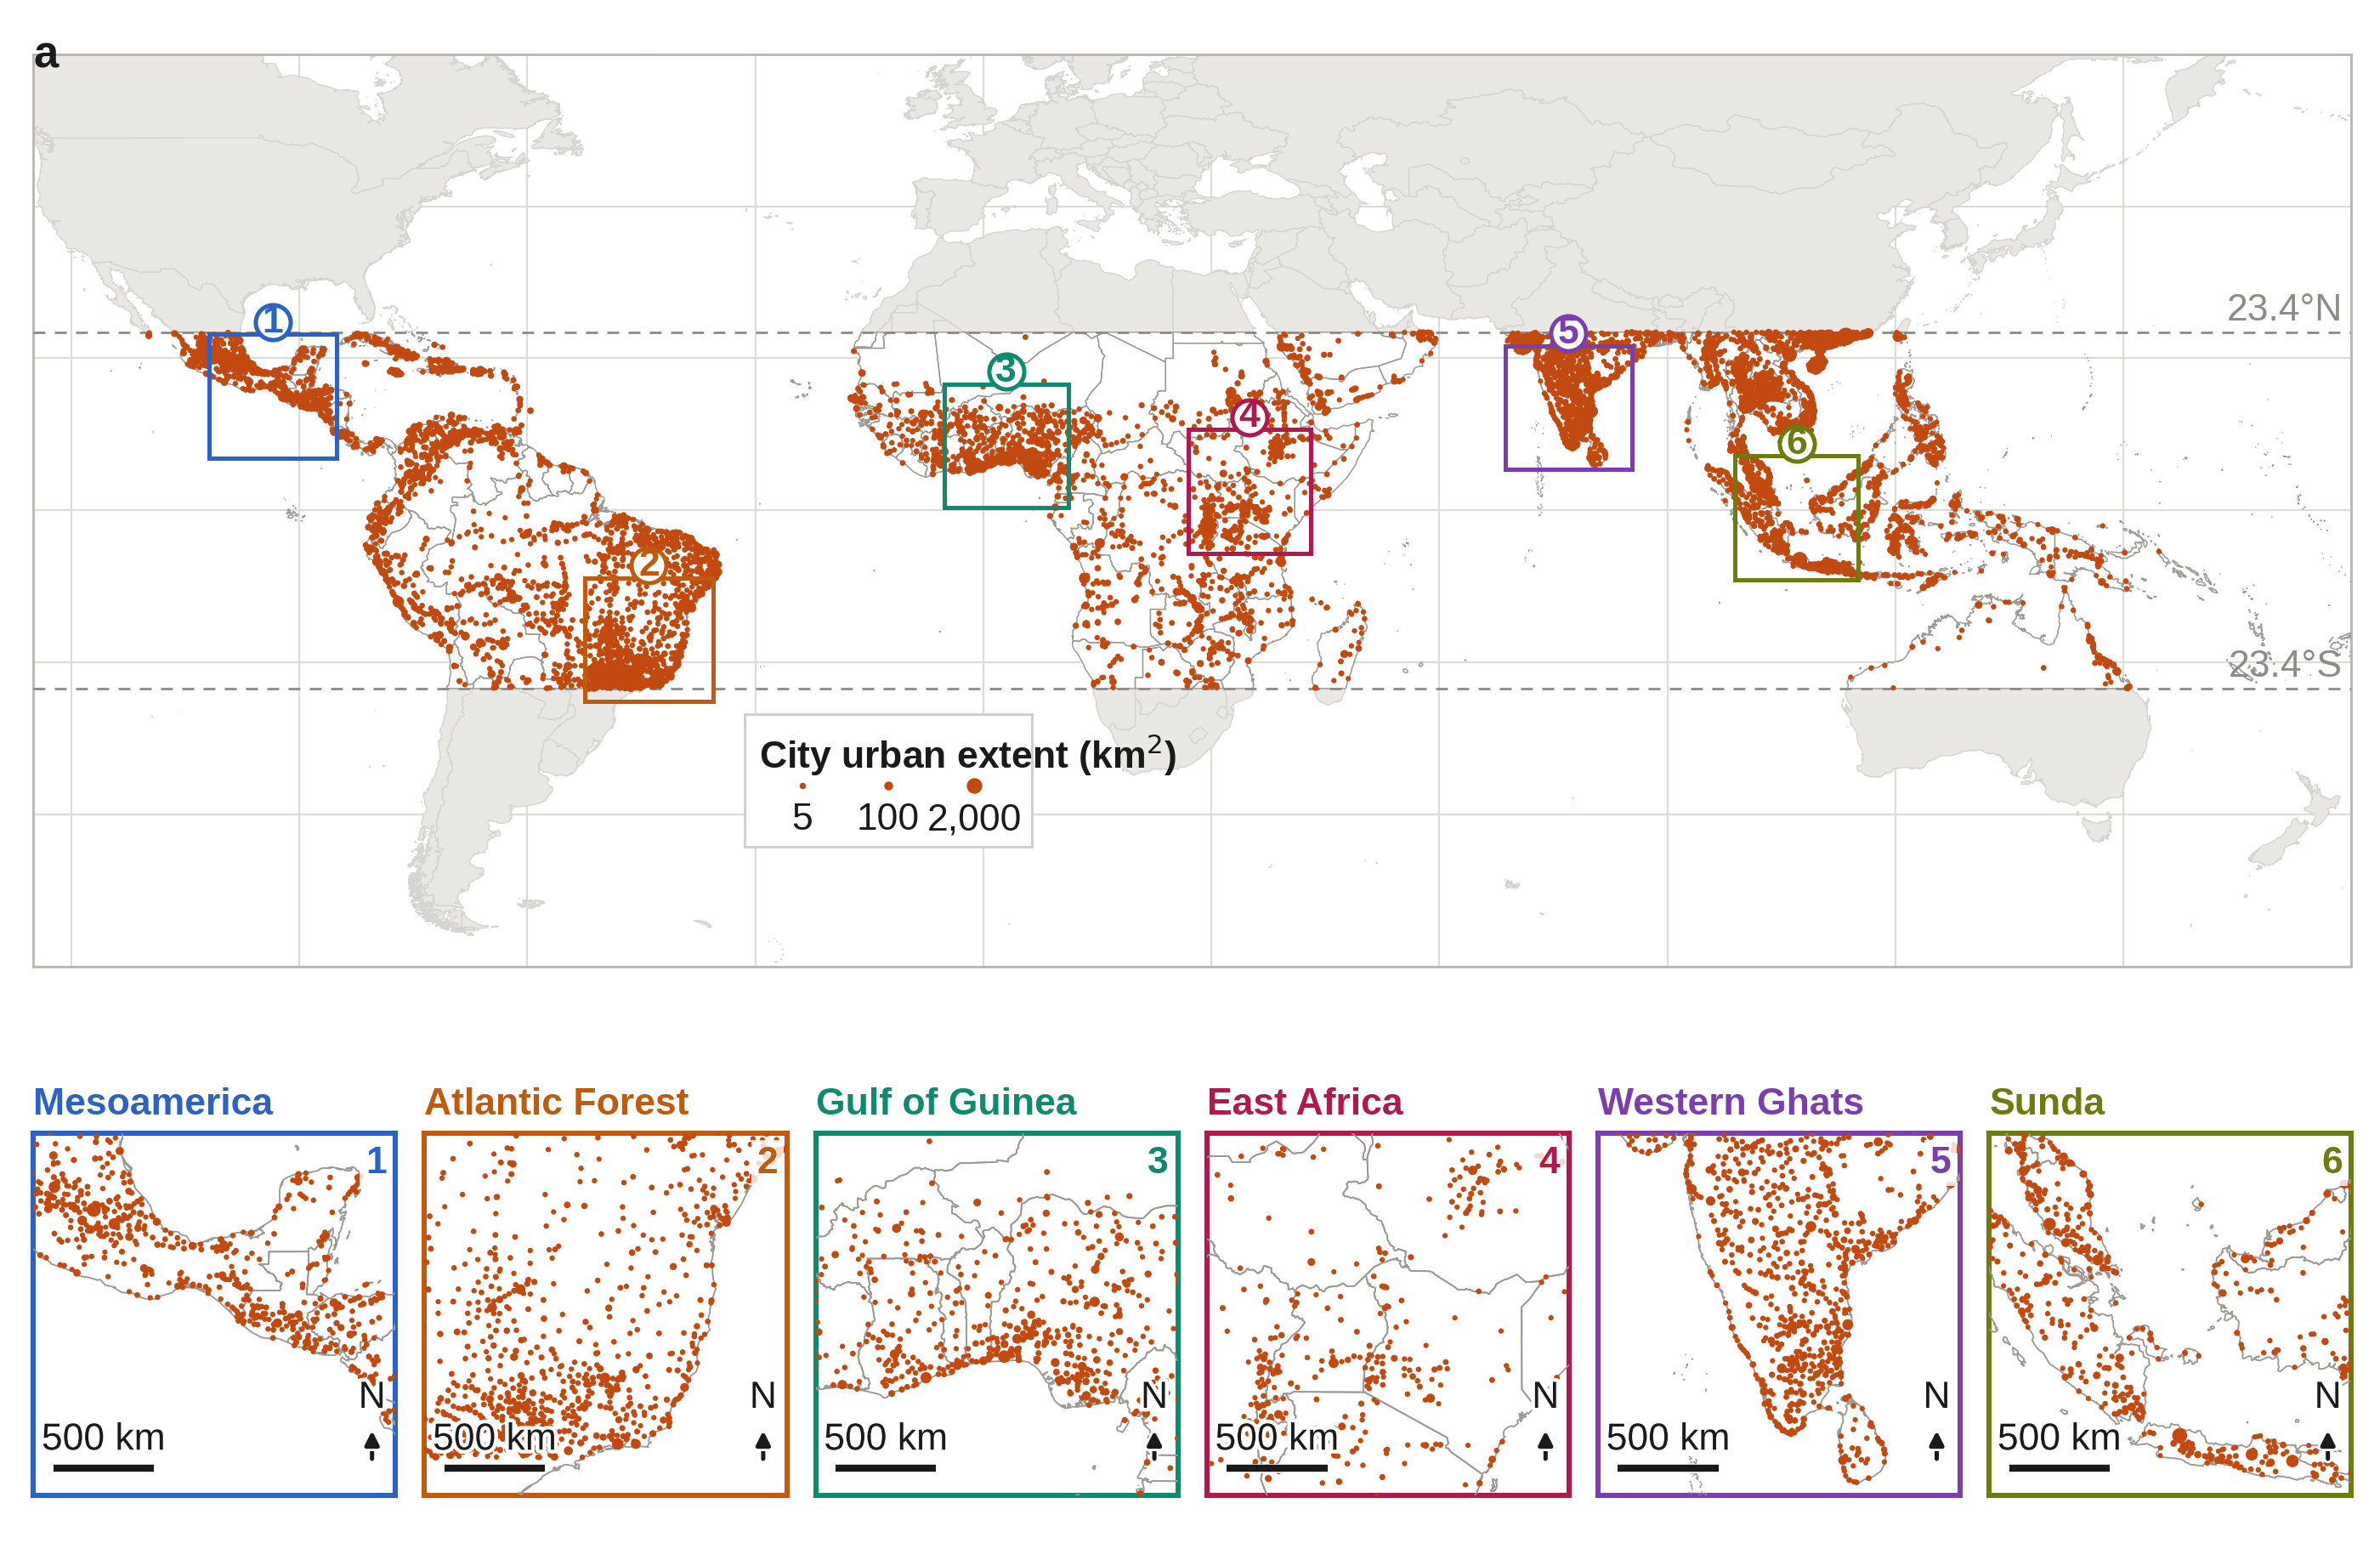 a
1
23.4°N
5
3
4
6
2
23.4°S
City urban extent (km²)
5 100 2,000
Mesoamerica Atlantic Forest Gulf of Guinea East Africa Western Ghats Sunda
1 2 3 4 5 6
N N N N N N
500 km 500 km 500 km 500 km 500 km 500 km